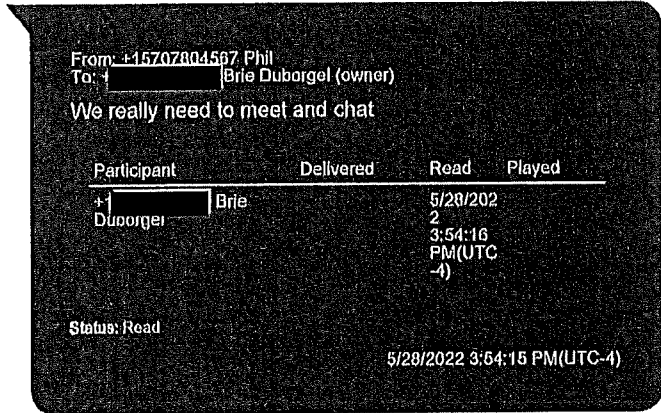 From: +15707804567 Phil
To: + Brie Duborgel (owner)
We really need to meet and chat
Participant Delivered Read Played
+1 Brie 5/28/202
Duborgel 2
3:54:16
PM(UTC
-4)
Status: Read
5/28/2022 3:54:15 PM(UTC-4)